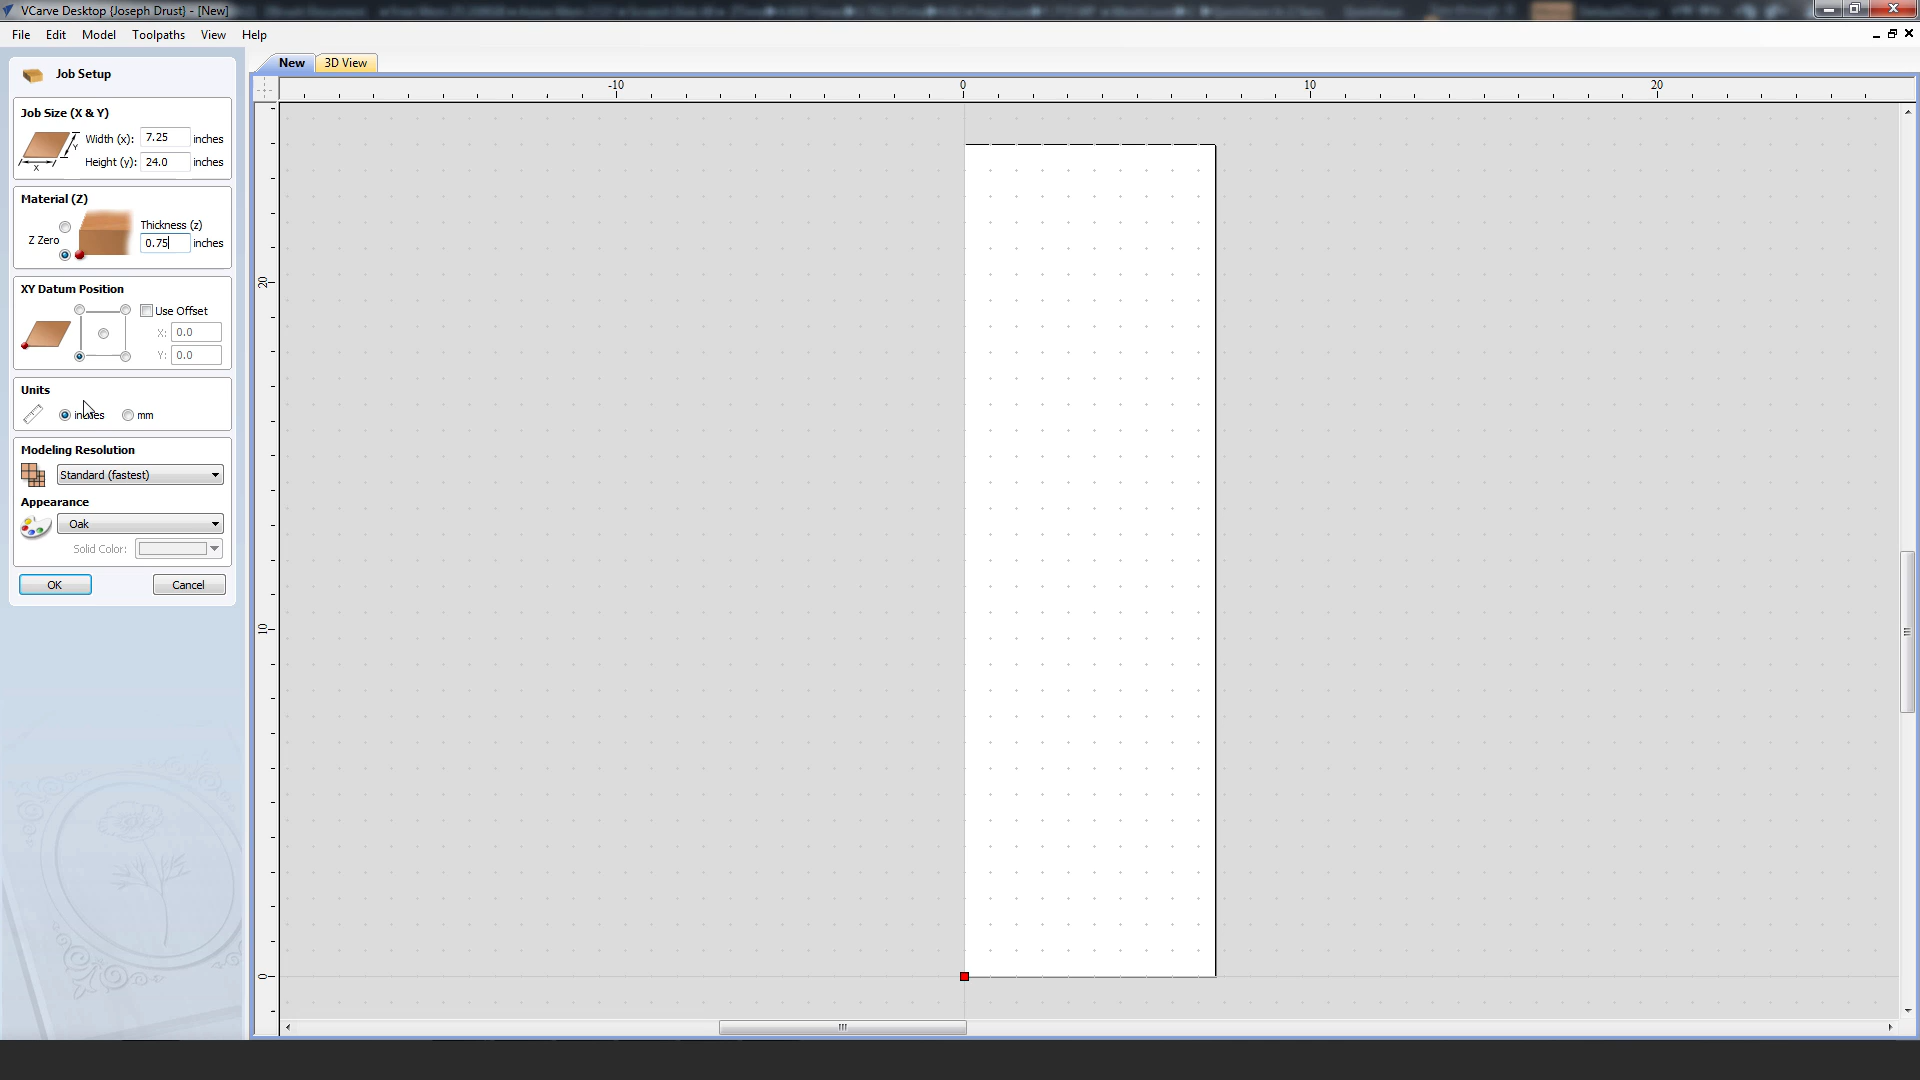 VCarve Desktop {Joseph Drust} - [New]
File Edit Model Toolpaths View Help
Job Setup
New 3D View
-10 0 10 20
Job Size (X & Y)
Width (x): 7.25 inches
Height (y): 24.0 inches
Y
X
Material (Z)
Thickness (z)
Z Zero
0.75 inches
XY Datum Position
Use Offset
X: 0.0
Y: 0.0
Units
inches mm
Modeling Resolution
Standard (fastest)
Appearance
Oak
Solid Color:
OK Cancel
20
10
0